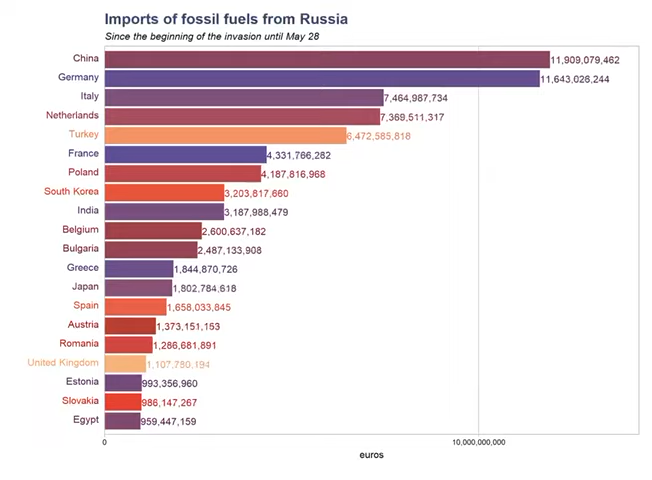 Imports of fossil fuels from Russia
Since the beginning of the invasion until May 28
China 11,909,079,462
Germany 11,643,026,244
Italy 7,464,987,734
Netherlands 7,369,511,317
Turkey 6,472,585,818
France 4,331,766,282
Poland 4,187,816,968
South Korea 3,203,817,660
India 3,187,988,479
Belgium 2,600,637,182
Bulgaria 2,487,133,908
Greece 1,844,870,726
Japan 1,802,784,618
Spain 1,658,033,845
Austria 1,373,151,153
Romania 1,286,681,891
United Kingdom 1,107,780,194
Estonia 993,356,960
Slovakia 986,147,267
Egypt 959,447,159
0 10,000,000,000
euros